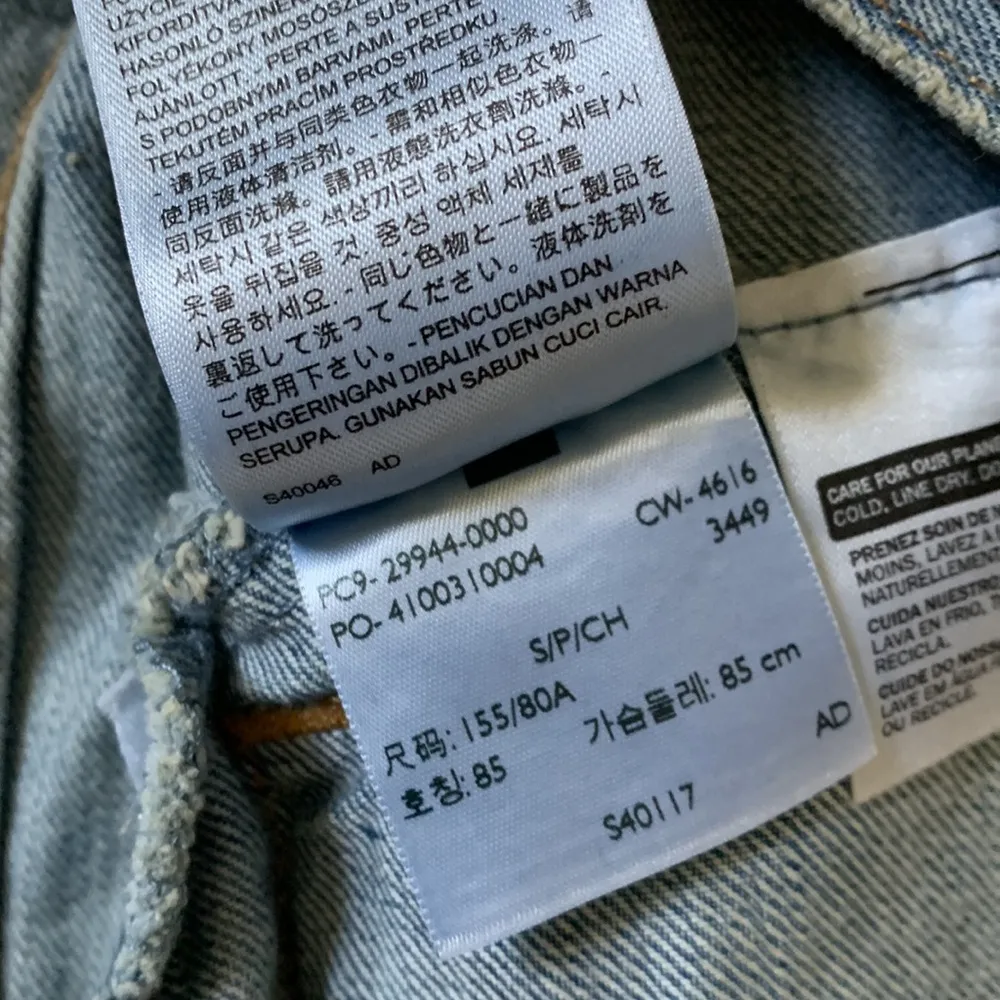 UŻYCIE
KIFORDÍTVA
HASONLÓ SZÍNEK
FOLYÉKONY MOSÓSZE
AJÁNLOTT. - PERTE A SUŠ
S PODOBNÝMI BARVAMI. PERTE
TEKUTÉM PRACÍM PROSTŘEDKU.
- 请反面并与同类色衣物一起洗涤。请
使用液体清洁剂。- 需和相似色衣物一
同反面洗滌。請用液態洗衣劑洗滌。-
세탁시 같은 색상끼리 하십시요. 세탁 시
옷을 뒤집을 것. 중성 액체 세제를
사용하세요. - 同じ色物と一緒に製品を
裏返して洗ってください。液体洗剤を
ご使用下さい。- PENCUCIAN DAN
PENGERINGAN DIBALIK DENGAN WARNA
SERUPA. GUNAKAN SABUN CUCI CAIR.
S40046 AD
PC9-29944-0000 CW-4616
PO-4100310004 3449
S/P/CH
尺码: 155/80A 가슴둘레: 85 cm
호칭: 85 AD
S40117
CARE FOR OUR PLANE
COLD, LINE DRY, D
PRENEZ SOIN DE N
MOINS, LAVEZ À
NATURELLEMEN
CUIDA NUESTRO
LAVA EN FRÍO,
RECICLA.
CUIDE DO NOSS
LAVE EM ÁGUA
OU RECICLE.